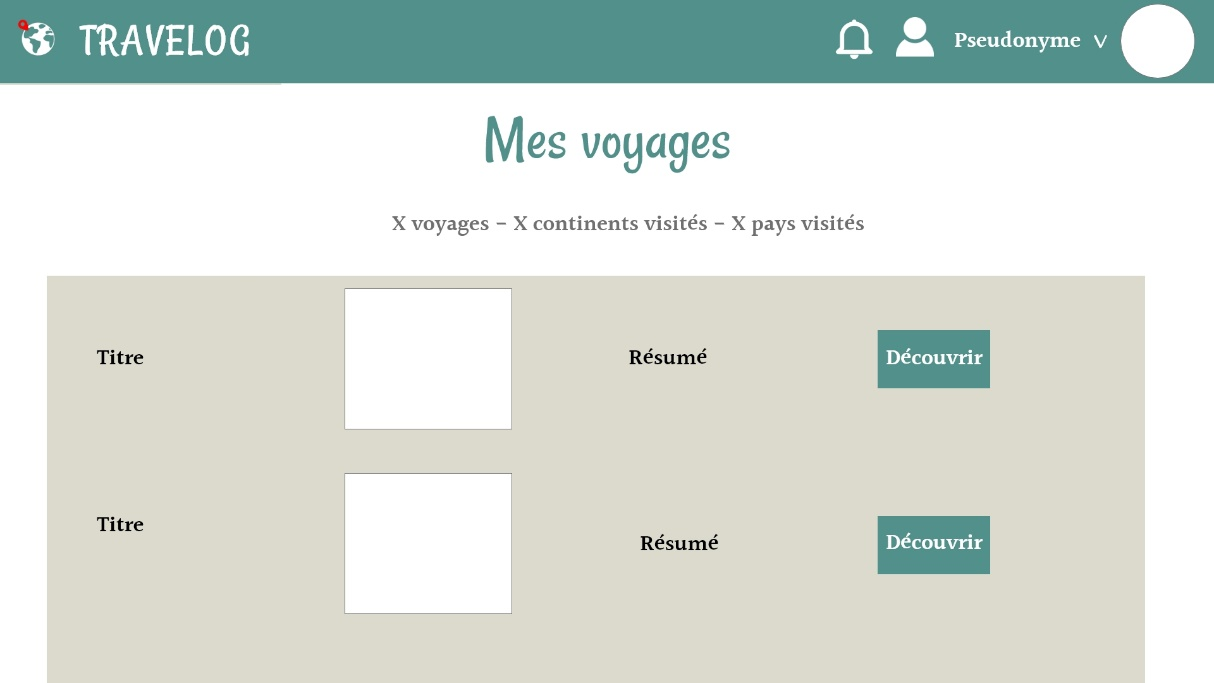 TRAVELOG
Pseudonyme V
Mes voyages
X voyages - X continents visités - X pays visités
Titre
Résumé
Découvrir
Titre
Résumé
Découvrir